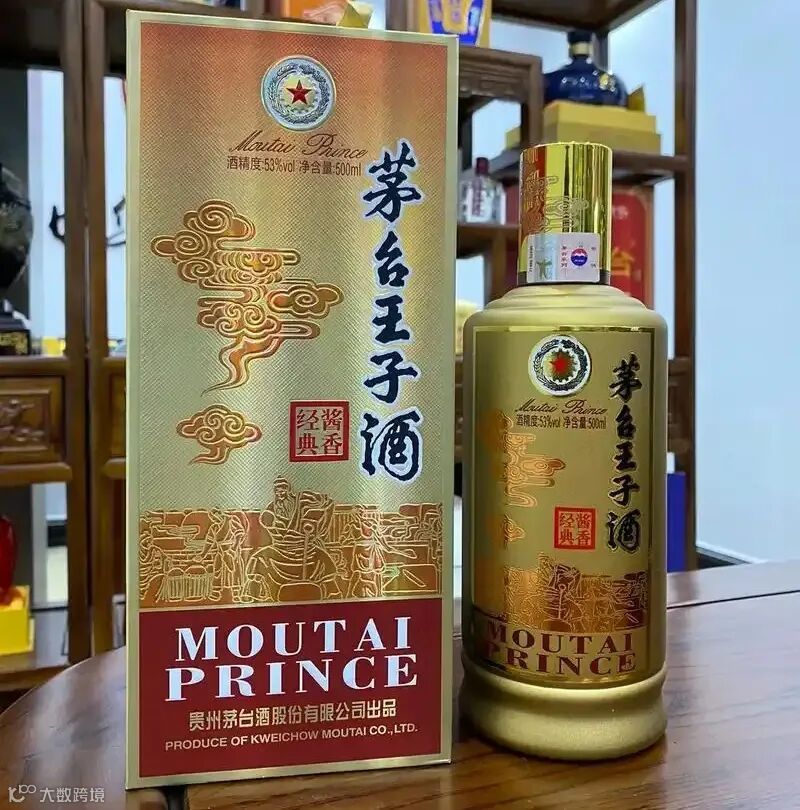 Moutai Prince
酒精度:53%vol 净含量:500ml
茅台王子酒
酱香
经典
MOUTAI
PRINCE
贵州茅台酒股份有限公司出品
PRODUCE OF KWEICHOW MOUTAI CO.,LTD.
Moutai Prince
酒精度:53%vol 净含量:500ml
茅台王子酒
酱香
经典
MOUTAI
PRINCE
大数跨境